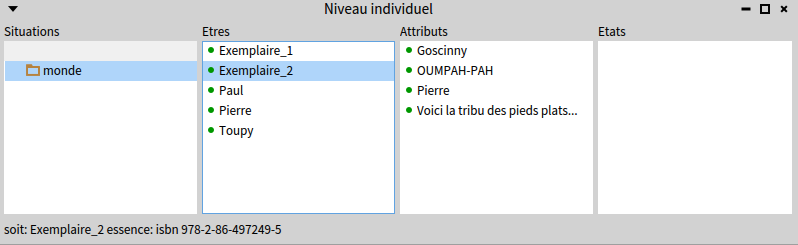 Niveau individuel
Situations
Etres
Attributs
Etats
monde
Exemplaire_1
Exemplaire_2
Paul
Pierre
Toupy
Goscinny
OUMPAH-PAH
Pierre
Voici la tribu des pieds plats...
soit: Exemplaire_2 essence: isbn 978-2-86-497249-5